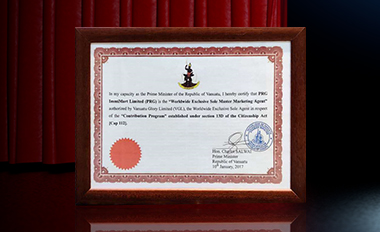 In my capacity as the Prime Minister of the Republic of Vanuatu, I hereby certify that PRG
ImmiMart Limited (PRG) is the "Worldwide Exclusive Sole Master Marketing Agent"
authorised by Vanuatu Glory Limited (VGL), the Worldwide Exclusive Sole Agent in respect
of the "Contribution Program" established under section 13D of the Citizenship Act
[Cap 112].
Hon. Charlot SALWAI
Prime Minister
Republic of Vanuatu
10th January, 2017